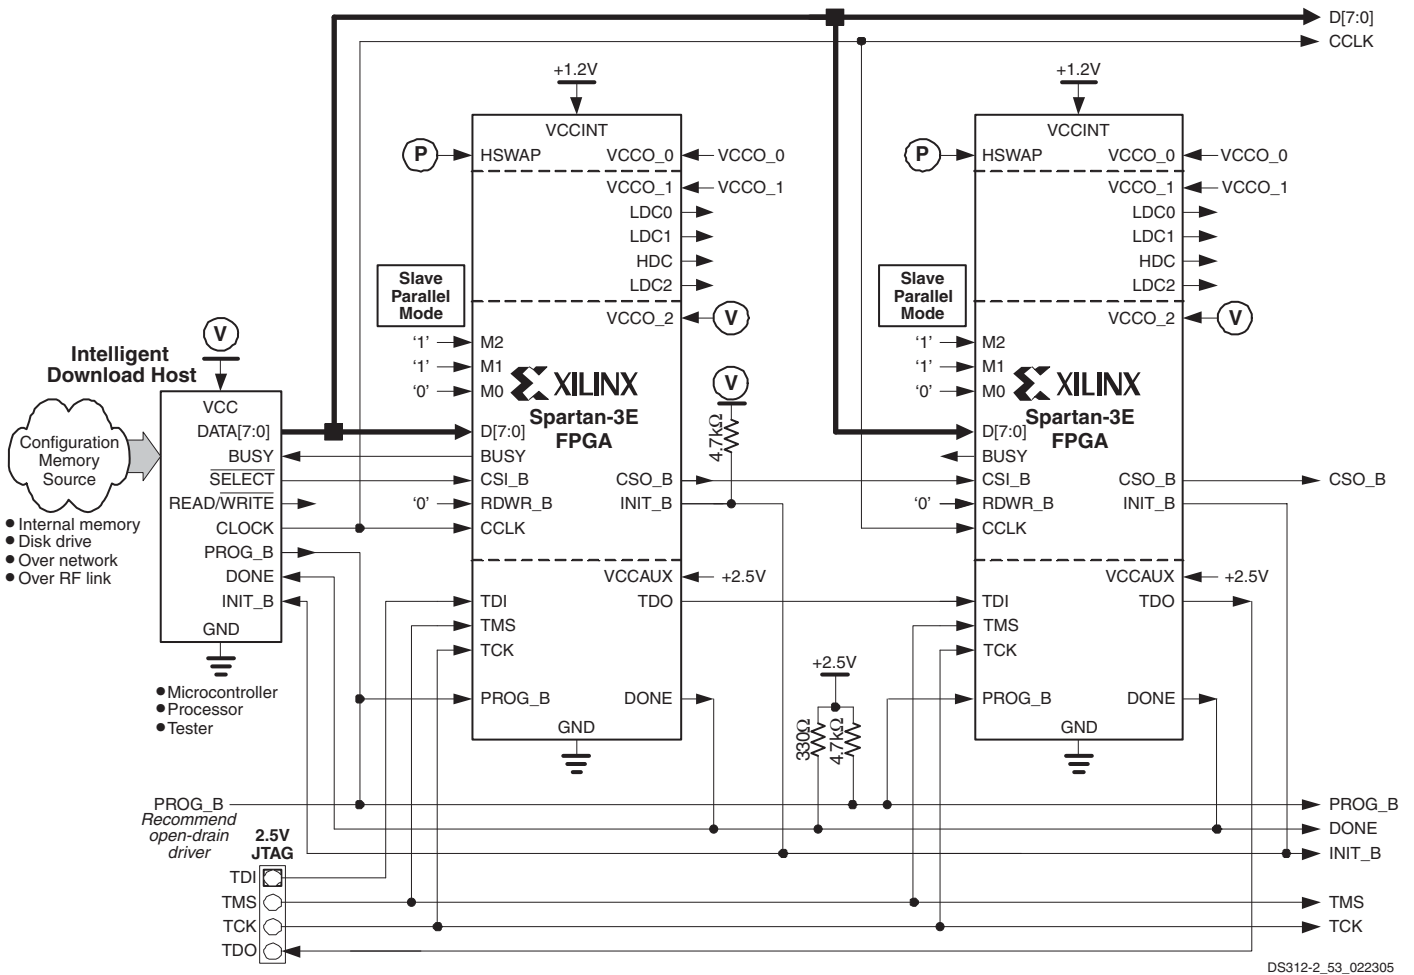 D[7:0]
CCLK
+1.2V
+1.2V
VCCINT
VCCINT
P
HSWAP
VCCO_0
VCCO_0
P
HSWAP
VCCO_0
VCCO_0
VCCO_1
VCCO_1
VCCO_1
VCCO_1
LDC0
LDC0
LDC1
LDC1
HDC
HDC
LDC2
LDC2
Slave
Parallel
Mode
Slave
Parallel
Mode
VCCO_2
V
VCCO_2
V
V
Intelligent
Download Host
'1'
M2
'1'
M2
'1'
M1
'1'
M1
'0'
M0
'0'
M0
V
XILINX
Spartan-3E
FPGA
XILINX
Spartan-3E
FPGA
4.7kΩ
Configuration
Memory
Source
VCC
DATA[7:0]
D[7:0]
D[7:0]
BUSY
BUSY
BUSY
SELECT
CSI_B
CSO_B
CSI_B
CSO_B
CSO_B
READ/WRITE
'0'
RDWR_B
INIT_B
'0'
RDWR_B
INIT_B
CLOCK
CCLK
CCLK
PROG_B
DONE
INIT_B
GND
● Internal memory
● Disk drive
● Over network
● Over RF link
VCCAUX
+2.5V
VCCAUX
+2.5V
TDI
TDO
TDI
TDO
TMS
TMS
TCK
TCK
● Microcontroller
● Processor
● Tester
PROG_B
DONE
+2.5V
PROG_B
DONE
GND
GND
330Ω
4.7kΩ
PROG_B
Recommend
open-drain
driver
PROG_B
DONE
INIT_B
2.5V
JTAG
TDI
TMS
TMS
TCK
TCK
TDO
DS312-2_53_022305